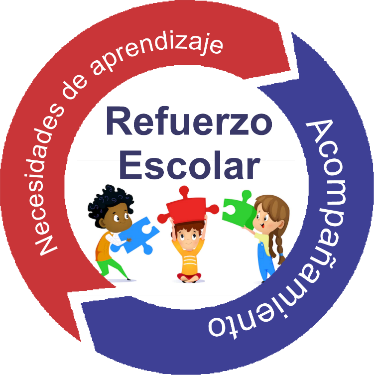 Necesidades de aprendizaje
Refuerzo
Escolar
Acompañamiento